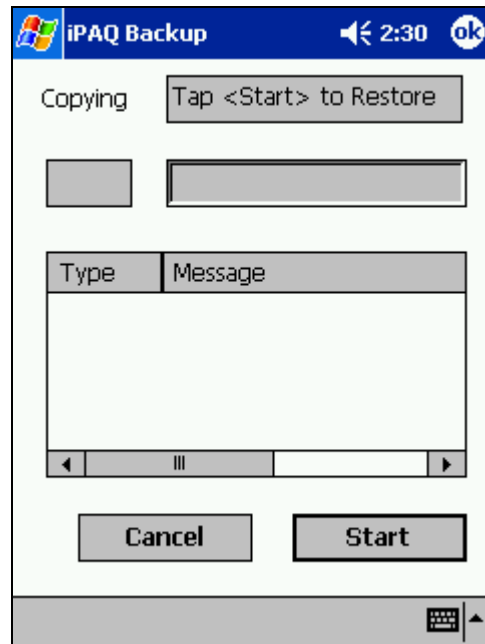 iPAQ Backup 2:30 ok
Copying Tap <Start> to Restore
Type Message
Cancel Start